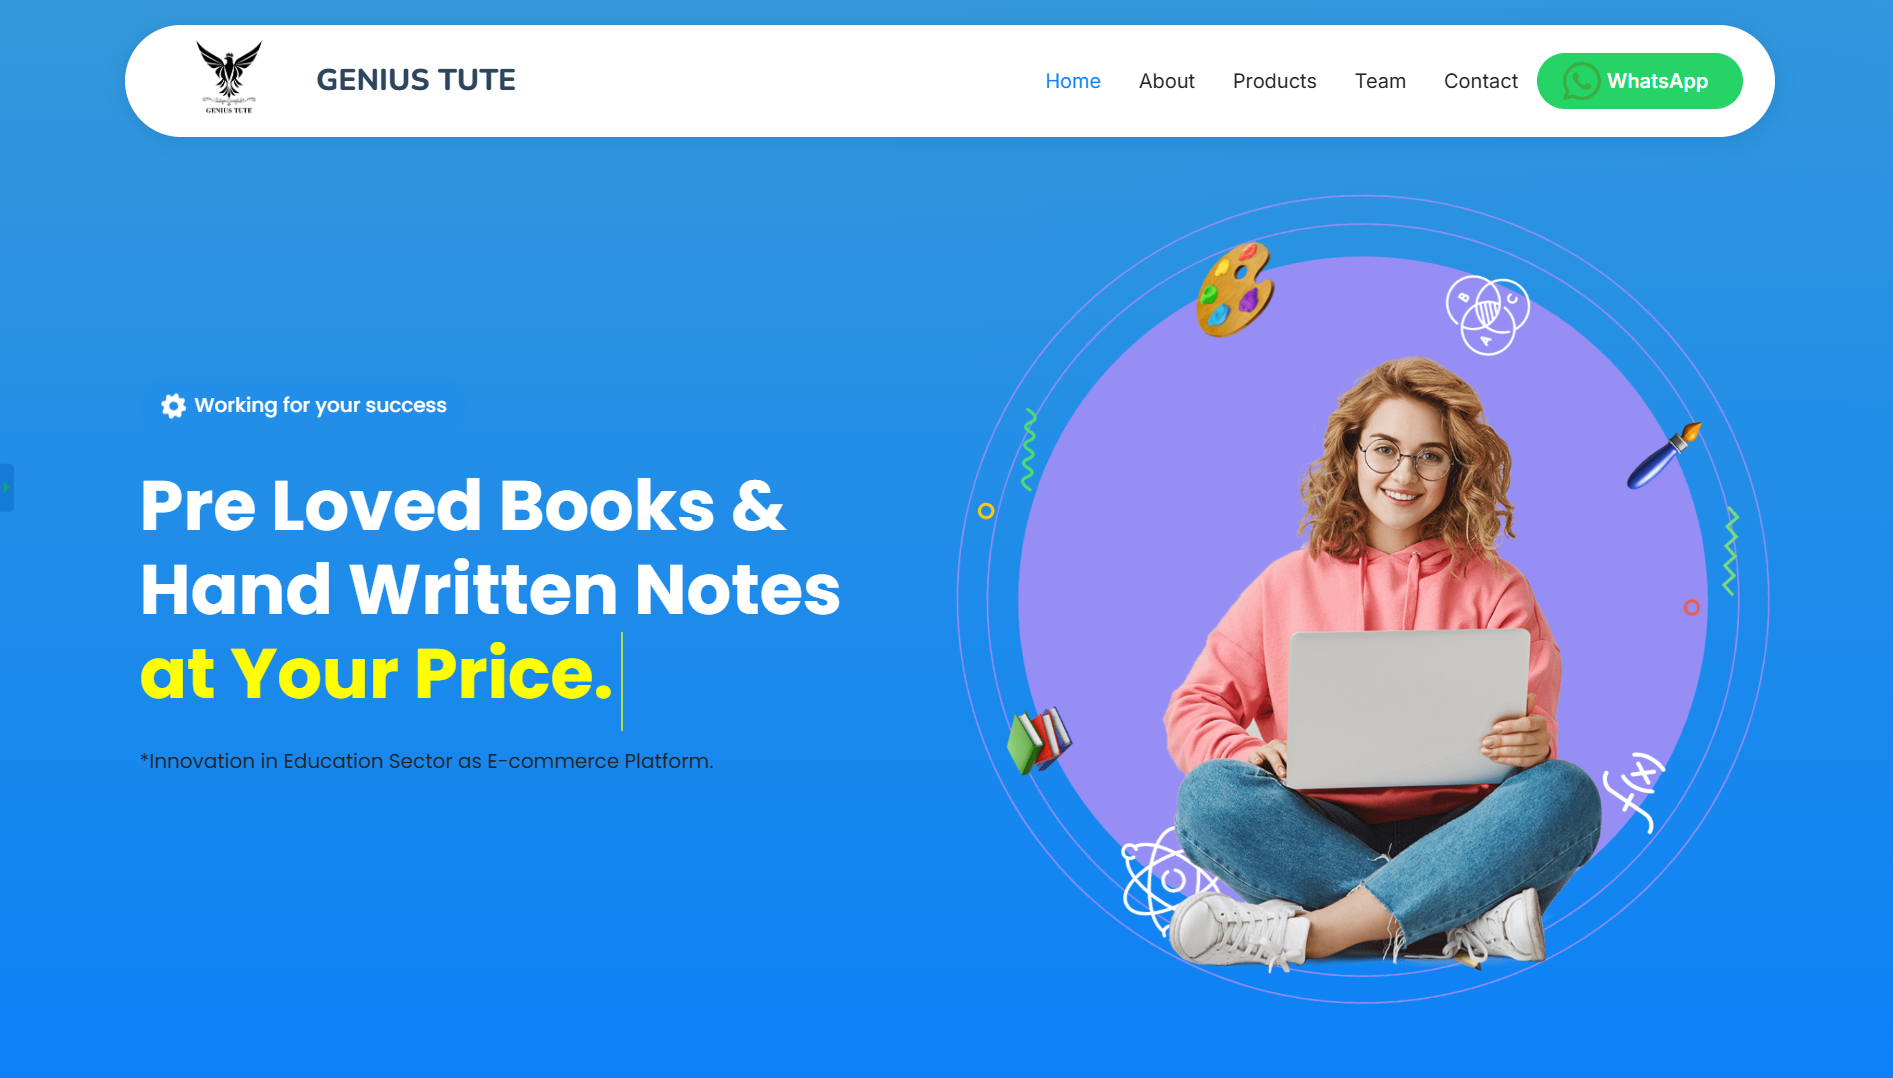 GENIUS TUTE
GENIUS TUTE
Home About Products Team Contact WhatsApp
Working for your success
Pre Loved Books &
Hand Written Notes
at Your Price.
*Innovation in Education Sector as E-commerce Platform.
B C
A
f(x)